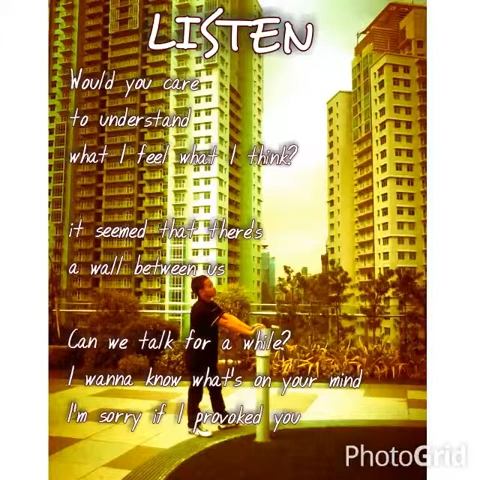 LISTEN
Would you care
to understand
what I feel what I think?
it seemed that there's
a wall between us
Can we talk for a while?
I wanna know what's on your mind
I'm sorry if I provoked you
PhotoGrid